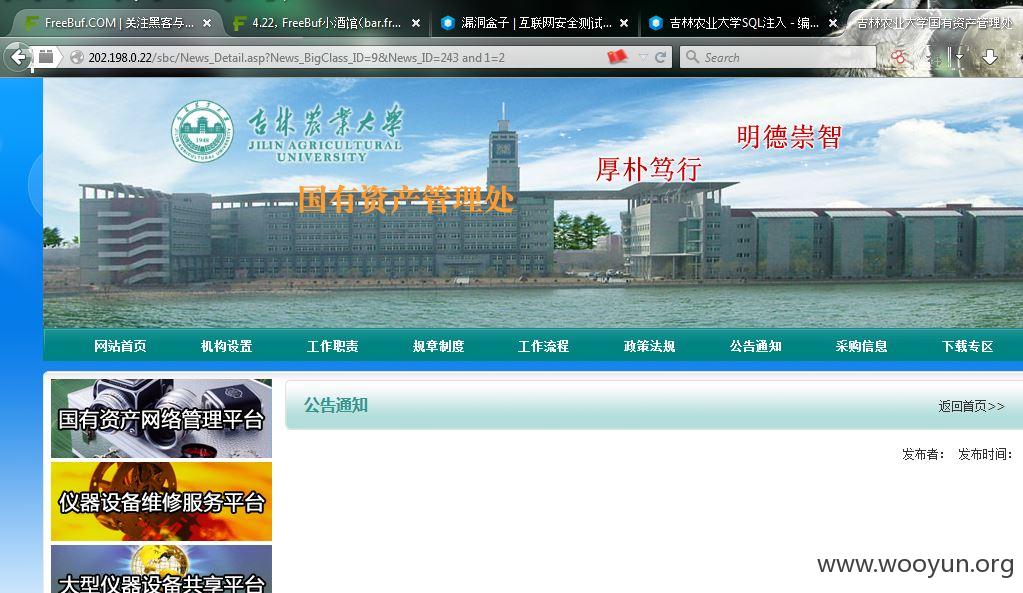 FreeBuf.COM | 关注黑客与...
4.22, FreeBuf小酒馆(bar.fr...
漏洞盒子 | 互联网安全测试...
吉林农业大学SQL注入 - 编...
吉林农业大学国有资产管理处
202.198.0.22/sbc/News_Detail.asp?News_BigClass_ID=9&News_ID=243 and 1=2
Search
吉林农业大学
JILIN AGRICULTURAL
UNIVERSITY
1948
明德崇智
厚朴笃行
国有资产管理处
网站首页 机构设置 工作职责 规章制度 工作流程 政策法规 公告通知 采购信息 下载专区
国有资产网络管理平台
公告通知
返回首页>>
发布者： 发布时间：
仪器设备维修服务平台
大型仪器设备共享平台
www.wooyun.org